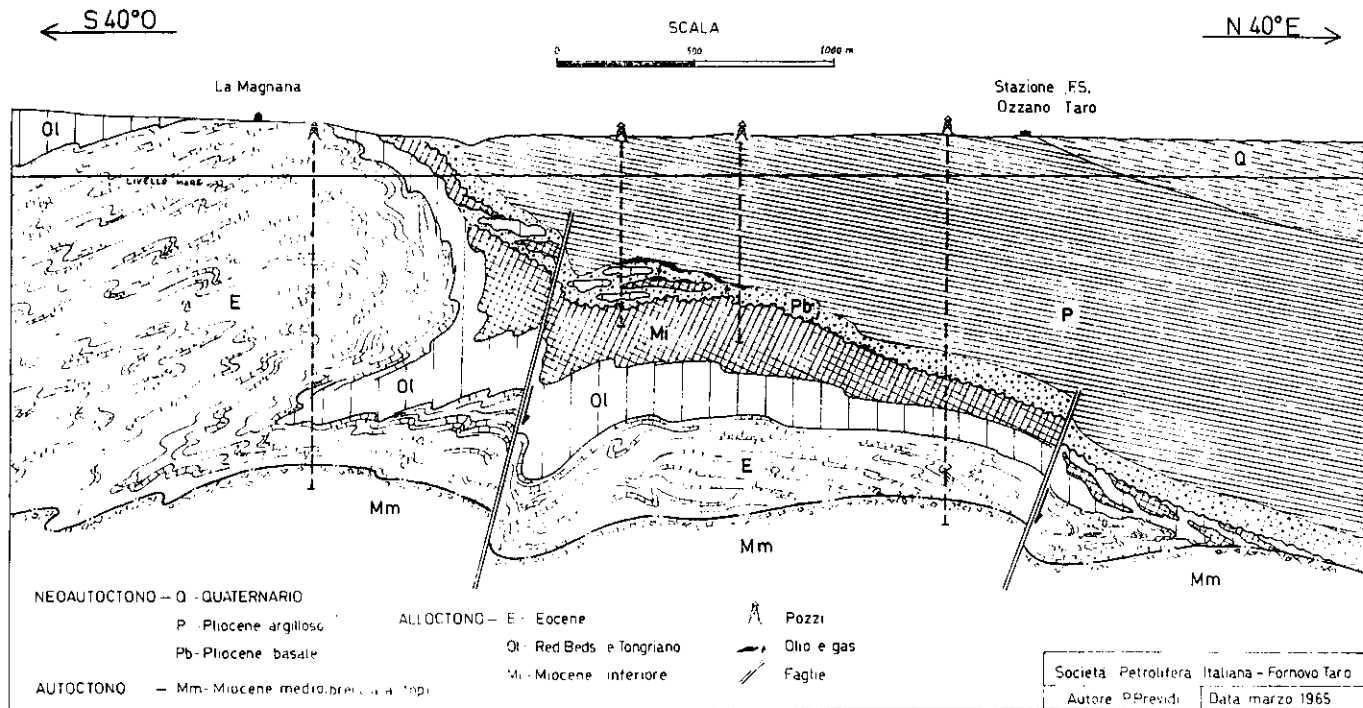 S 40°O
SCALA
N 40°E
0 500 1000 m
La Magnana
Stazione F.S.
Ozzano Taro
Ol
Q
LIVELLO MARE
E
Pb
P
Mi
Ol
Ol
E
Mm
Mm
Mm
NEOAUTOCTONO – Q - QUATERNARIO
P - Pliocene argilloso
Pb - Pliocene basale
AUTOCTONO – Mm - Miocene medio
ALLOCTONO – E - Eocene
Ol - Red Beds e Tongriano
Mi - Miocene inferiore
Pozzi
Olio e gas
Faglie
Società Petrolifera Italiana - Fornovo Taro
Autore P. Previdi Data marzo 1965